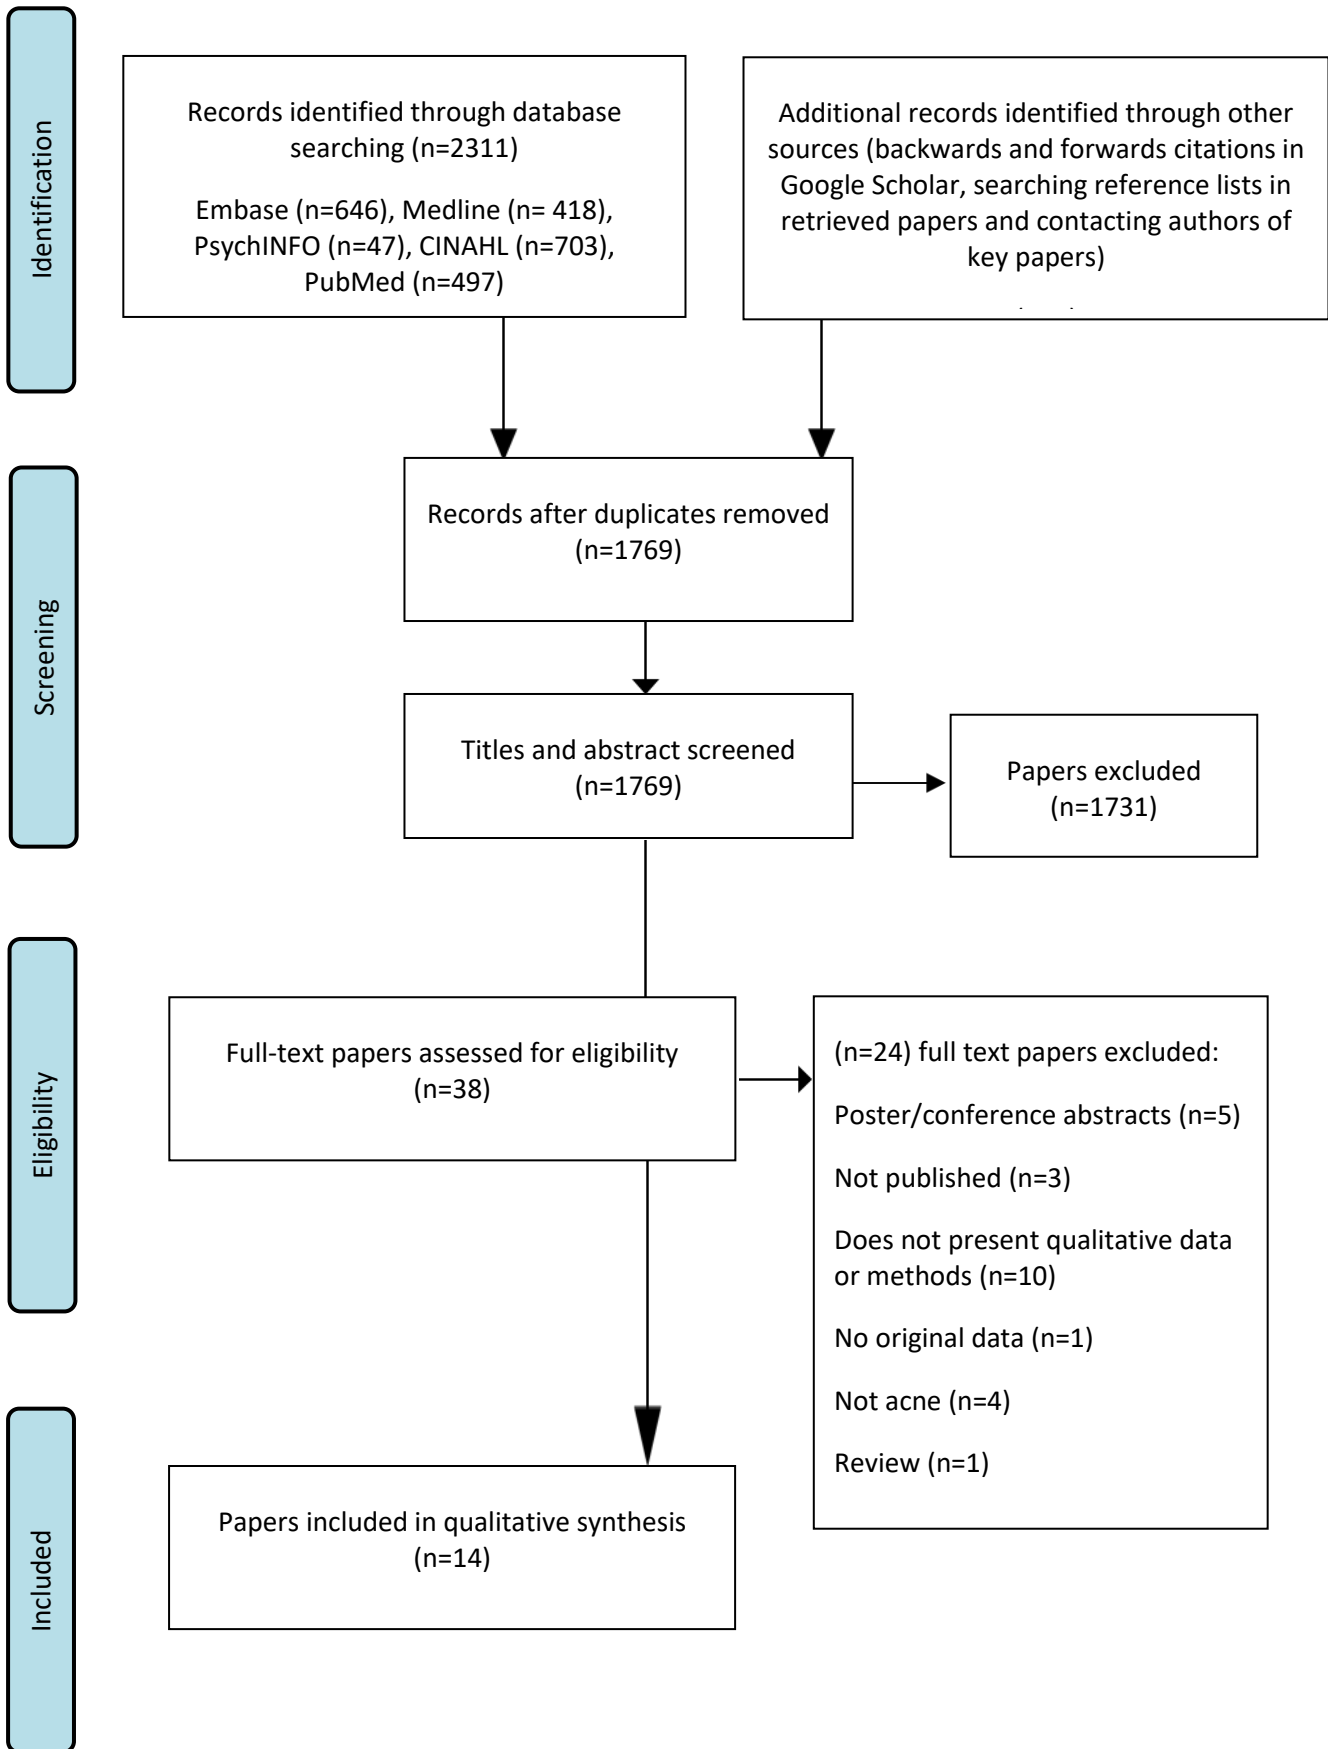 Identification
Records identified through database
searching (n=2311)
Embase (n=646), Medline (n= 418),
PsychINFO (n=47), CINAHL (n=703),
PubMed (n=497)
Additional records identified through other
sources (backwards and forwards citations in
Google Scholar, searching reference lists in
retrieved papers and contacting authors of
key papers)
Screening
Records after duplicates removed
(n=1769)
Titles and abstract screened
(n=1769)
Papers excluded
(n=1731)
Eligibility
Full-text papers assessed for eligibility
(n=38)
(n=24) full text papers excluded:
Poster/conference abstracts (n=5)
Not published (n=3)
Does not present qualitative data
or methods (n=10)
No original data (n=1)
Not acne (n=4)
Review (n=1)
Included
Papers included in qualitative synthesis
(n=14)